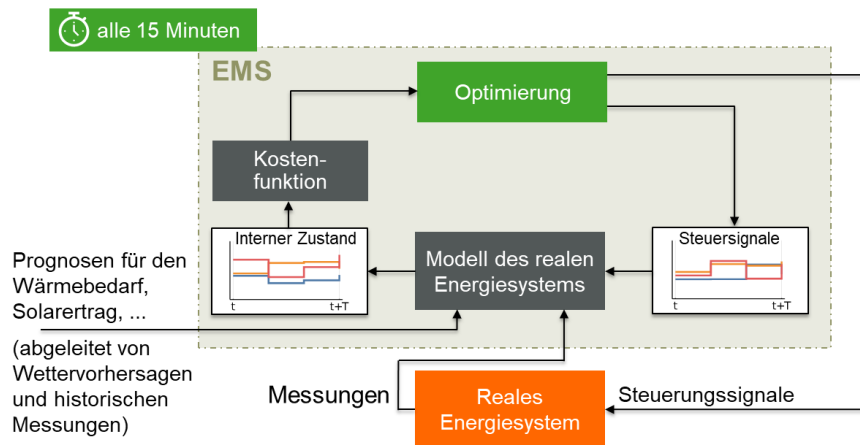 alle 15 Minuten
EMS
Optimierung
Kosten-
funktion
Interner Zustand
t
t+T
Modell des realen
Energiesystems
Steuersignale
t
t+T
Prognosen für den
Wärmebedarf,
Solarertrag, ...
(abgeleitet von
Wettervorhersagen
und historischen
Messungen)
Messungen
Reales
Energiesystem
Steuerungssignale